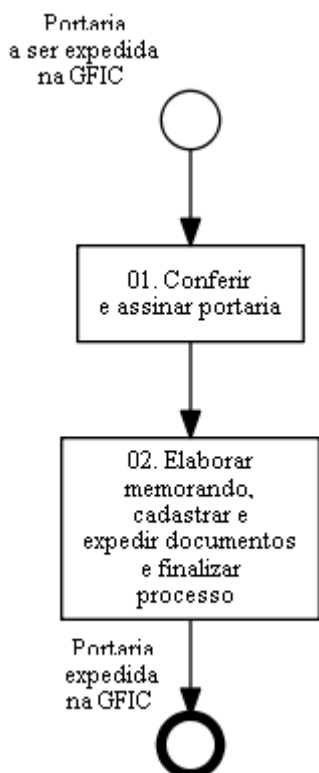 Portaria
a ser expedida
na GFIC
01. Conferir
e assinar portaria
02. Elaborar
memorando,
cadastrar e
expedir documentos
e finalizar
processo
Portaria
expedida
na GFIC